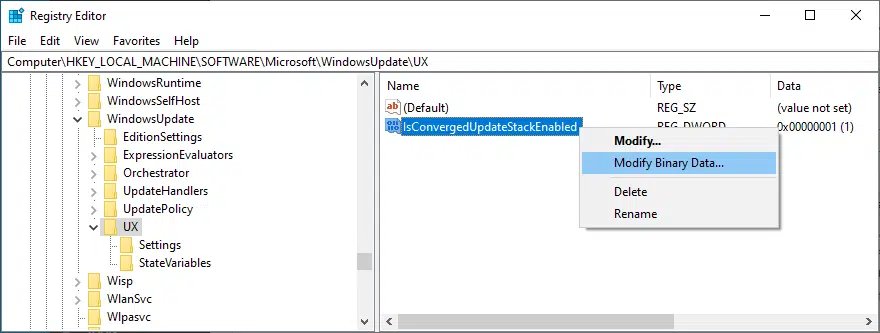 Registry Editor
File Edit View Favorites Help
Computer\HKEY_LOCAL_MACHINE\SOFTWARE\Microsoft\WindowsUpdate\UX
WindowsRuntime
WindowsSelfHost
WindowsUpdate
EditionSettings
ExpressionEvaluators
Orchestrator
UpdateHandlers
UpdatePolicy
UX
Settings
StateVariables
Wisp
WlanSvc
Wlpasvc
Name Type Data
ab (Default) REG_SZ (value not set)
IsConvergedUpdateStackEnabled REG_DWORD 0x00000001 (1)
Modify...
Modify Binary Data...
Delete
Rename